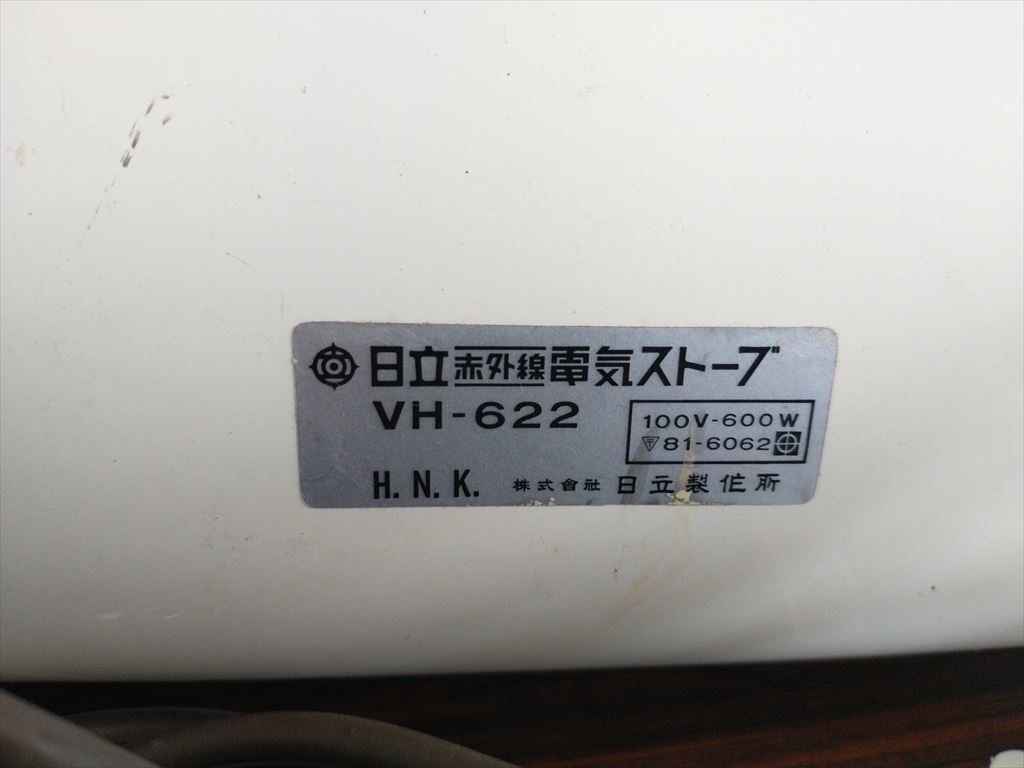 日立赤外線電気ストーブ
VH-622
100V-600W
81-6062
H.N.K. 株式會社 日立製作所